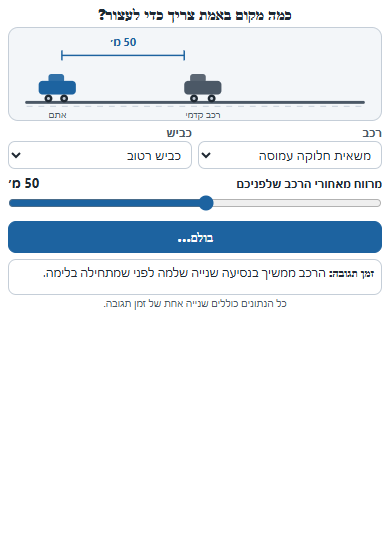 כמה מקום באמת צריך כדי לעצור?
50 מ׳
אתם
רכב קדמי
רכב
כביש
משאית חלוקה עמוסה
כביש רטוב
מרווח מאחורי הרכב שלפניכם
50 מ׳
בולם...
זמן תגובה: הרכב ממשיך בנסיעה שנייה שלמה לפני שמתחילה בלימה.
כל הנתונים כוללים שנייה אחת של זמן תגובה.